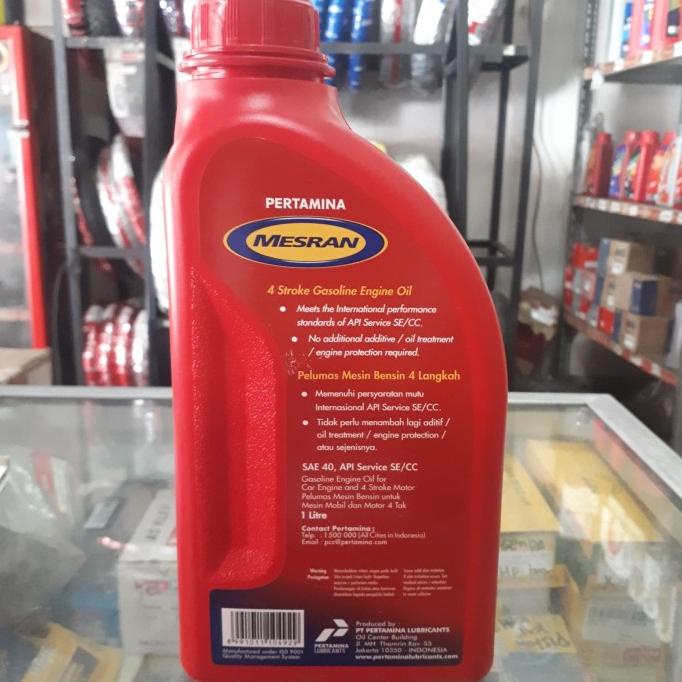 PERTAMINA
MESRAN
4 Stroke Gasoline Engine Oil
Meets the International performance
standards of API Service SE/CC.
No additional additive / oil treatment
/ engine protection required.
Pelumas Mesin Bensin 4 Langkah
Memenuhi persyaratan mutu
Internasional API Service SE/CC.
Tidak perlu menambah lagi aditif /
oil treatment / engine protection /
atau sejenisnya.
SAE 40, API Service SE/CC
Gasoline Engine Oil for
Car Engine and 4 Stroke Motor
Pelumas Mesin Bensin untuk
Mesin Mobil dan Motor 4 Tak
1 Litre
Contact Pertamina :
Telp. : 1500 000 (All Cities in Indonesia)
Email : pcc@pertamina.com
Warning
Peringatan
PERTAMINA
LUBRICANTS
Manufactured under ISO 9001
Quality Management System
Produced by
PT PERTAMINA LUBRICANTS
Oil Center Building
Jl. MH. Thamrin Kav. 55
Jakarta 10350 - INDONESIA
www.pertaminalubricants.com